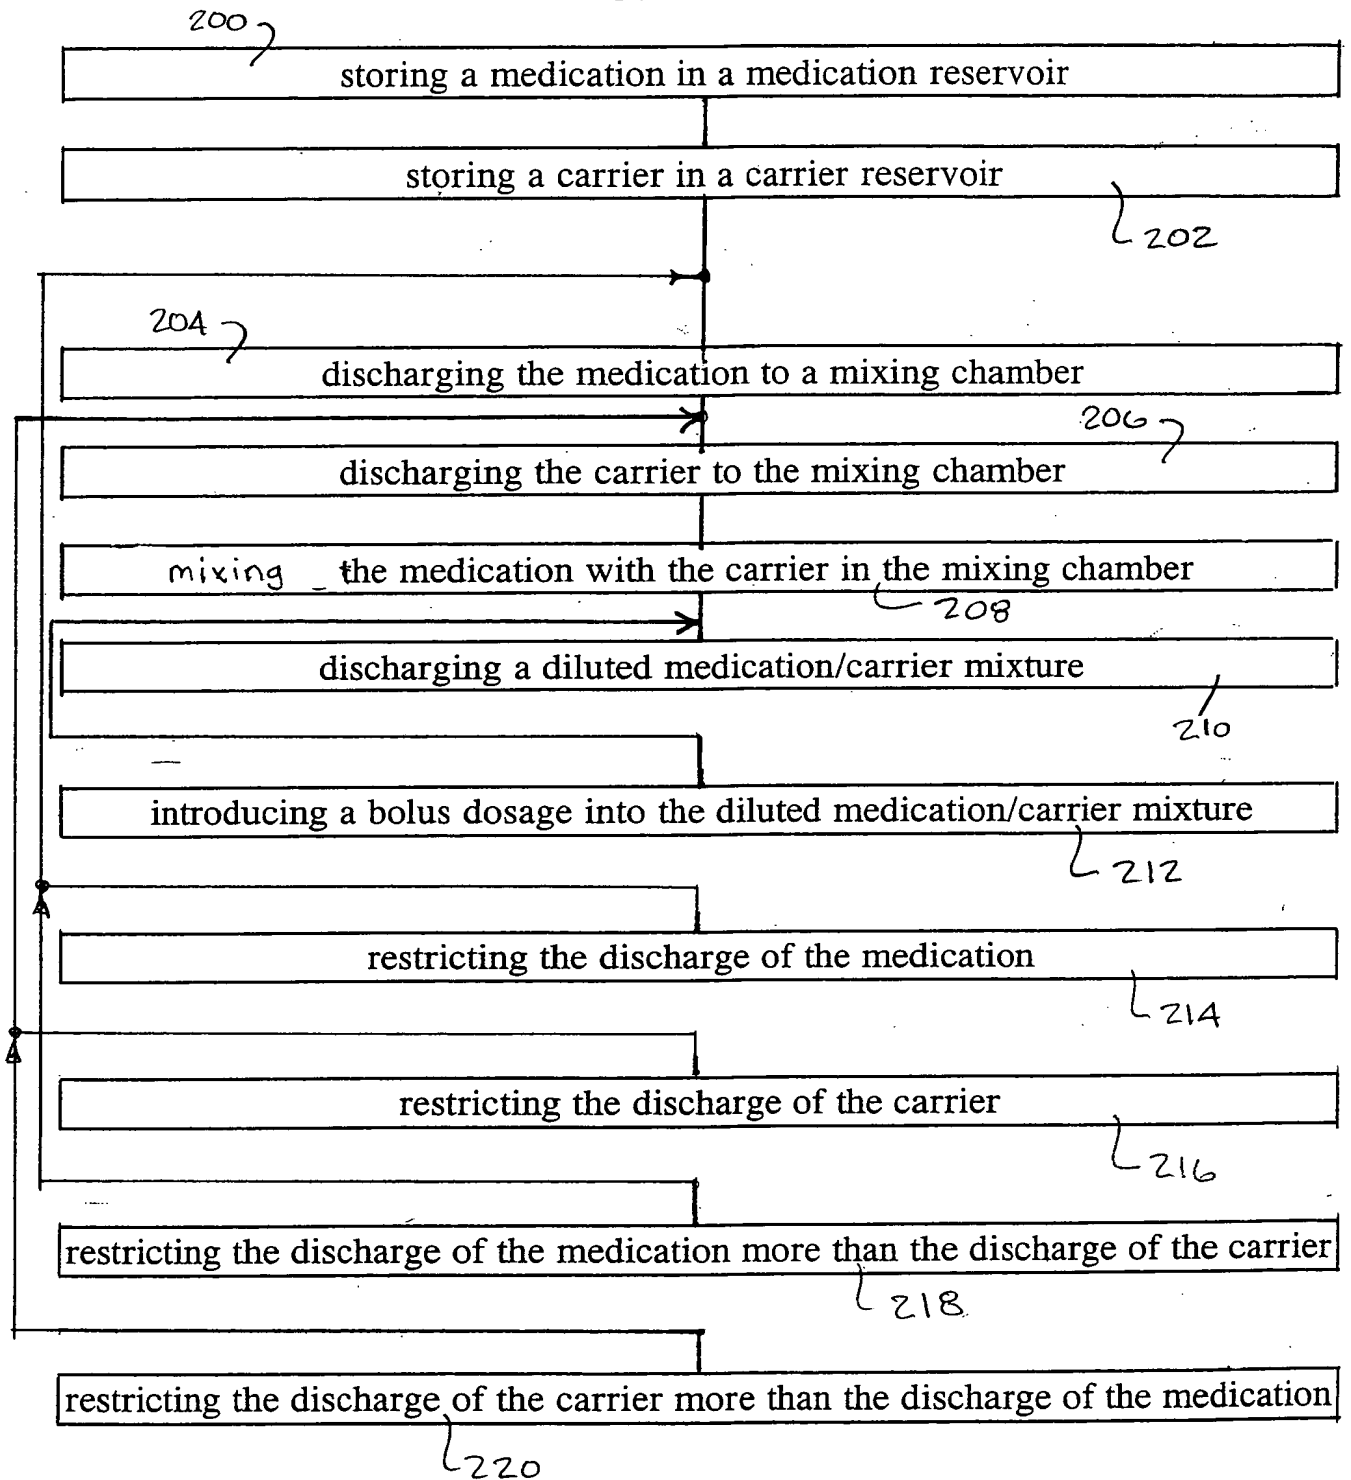 200
storing a medication in a medication reservoir
storing a carrier in a carrier reservoir
202
204
discharging the medication to a mixing chamber
206
discharging the carrier to the mixing chamber
mixing the medication with the carrier in the mixing chamber
208
discharging a diluted medication/carrier mixture
210
introducing a bolus dosage into the diluted medication/carrier mixture
212
restricting the discharge of the medication
214
restricting the discharge of the carrier
216
restricting the discharge of the medication more than the discharge of the carrier
218
restricting the discharge of the carrier more than the discharge of the medication
220